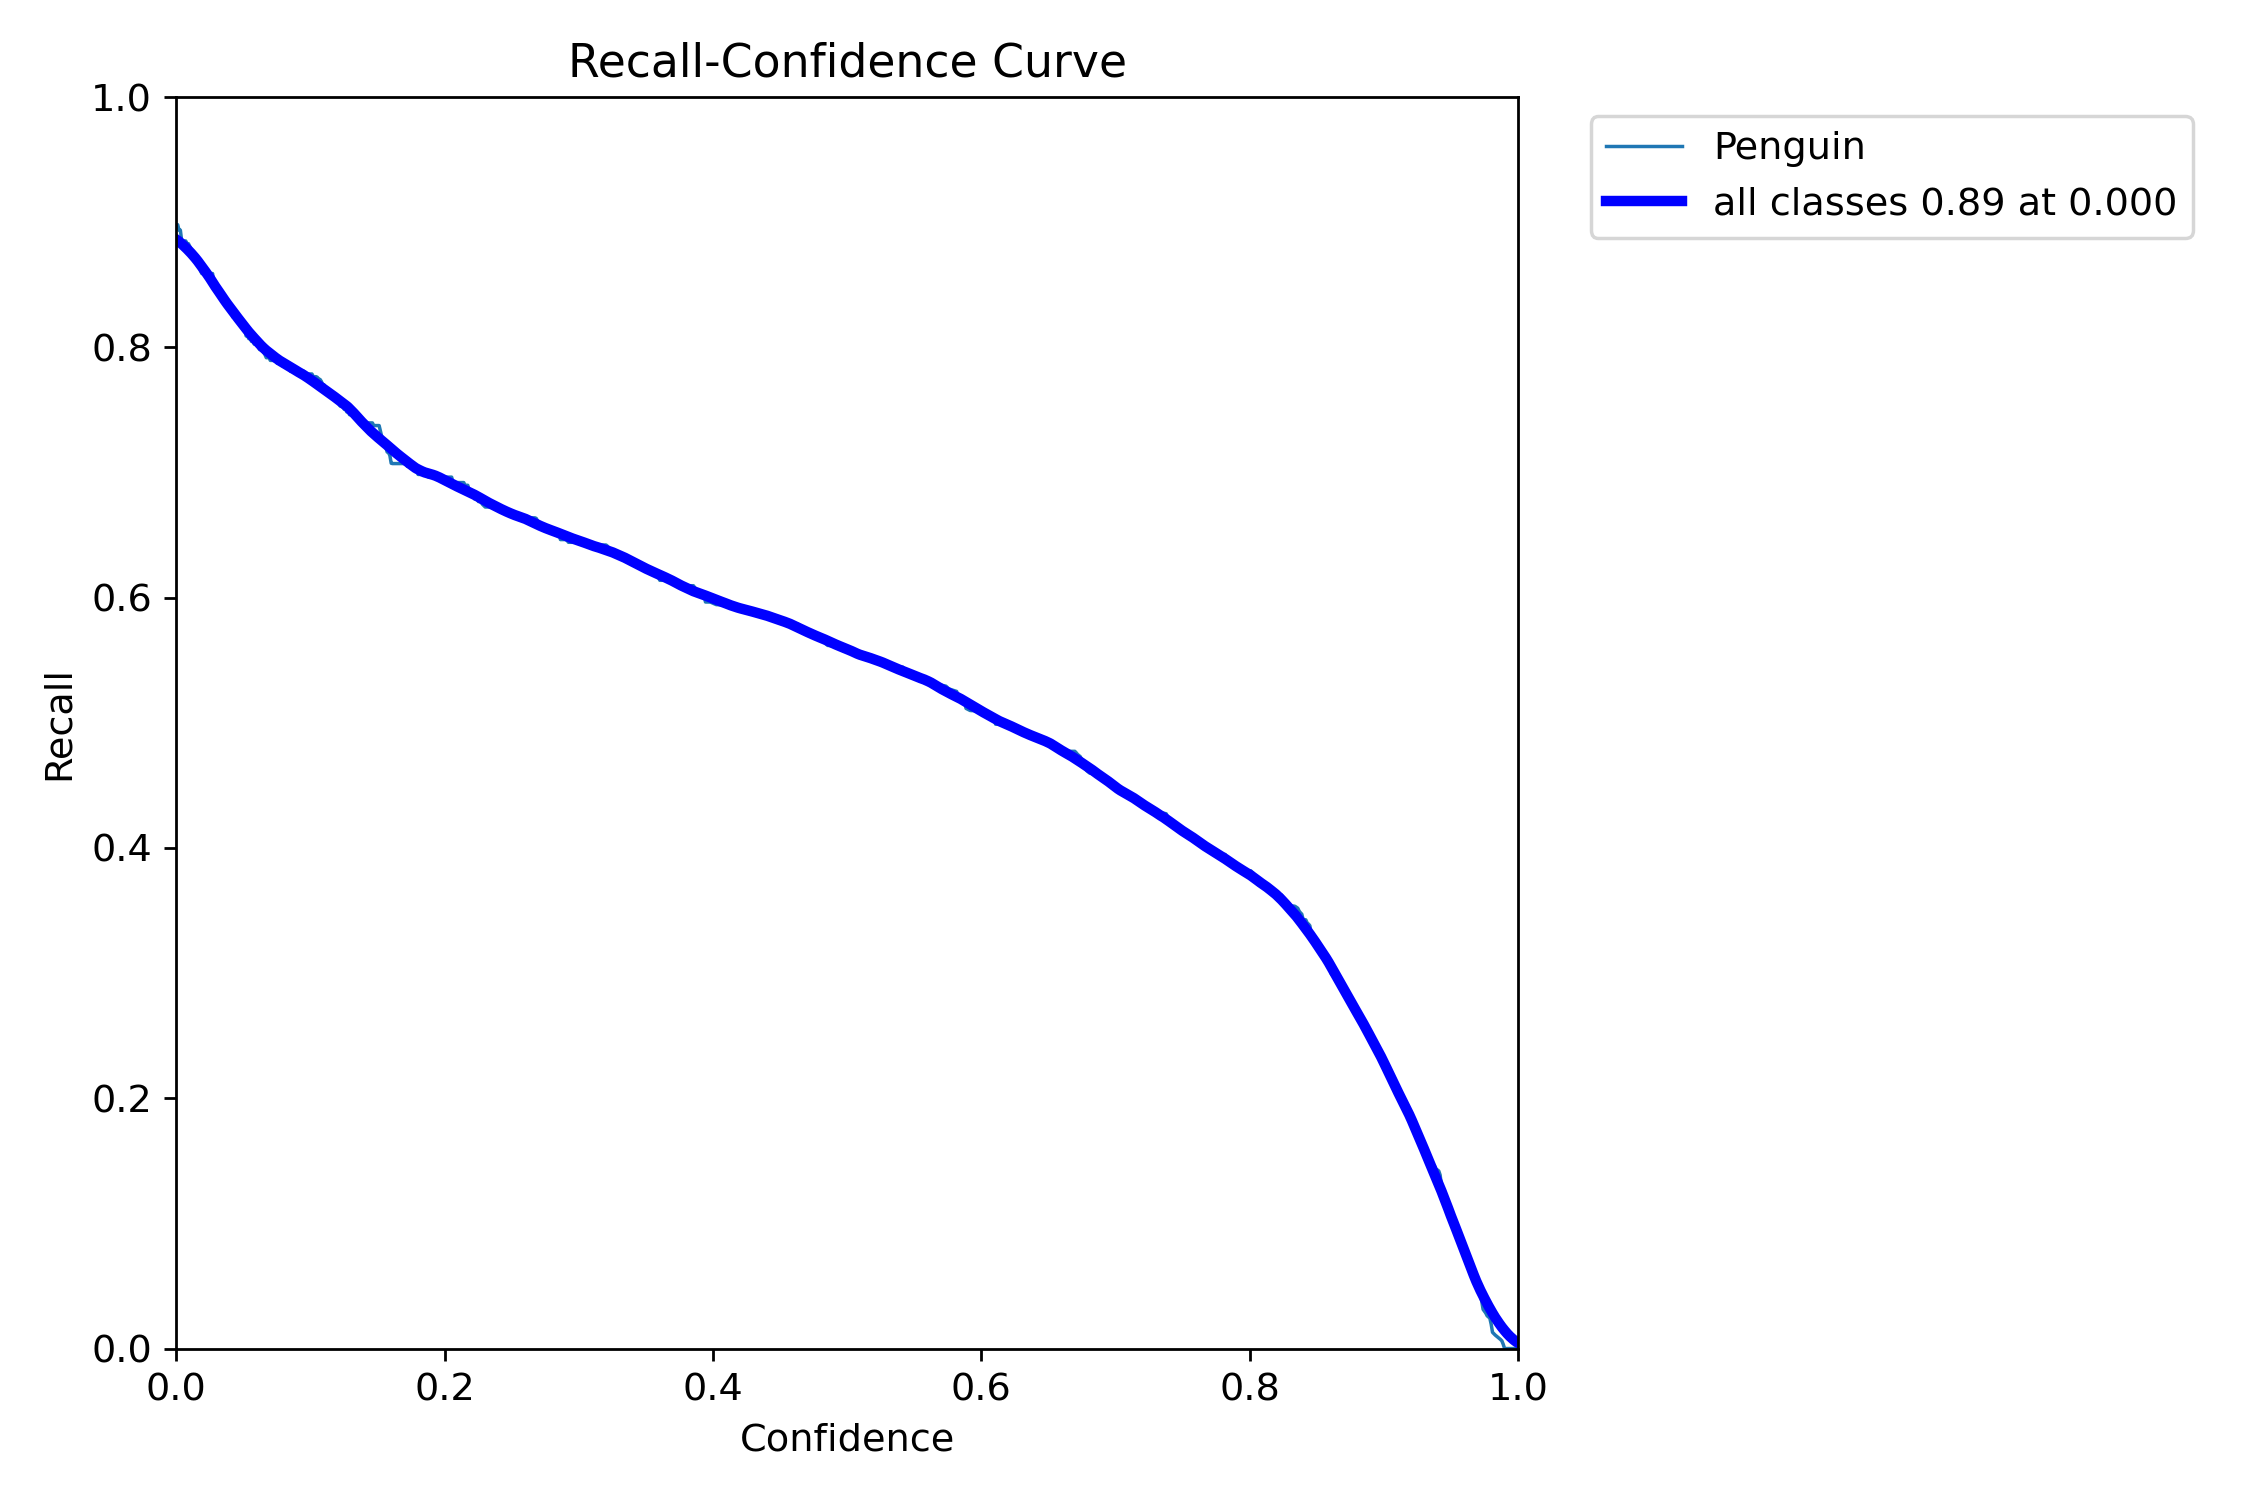 Recall-Confidence Curve
1.0
0.8
0.6
0.4
0.2
0.0
Recall
0.0 0.2 0.4 0.6 0.8 1.0
Confidence
Penguin
all classes 0.89 at 0.000